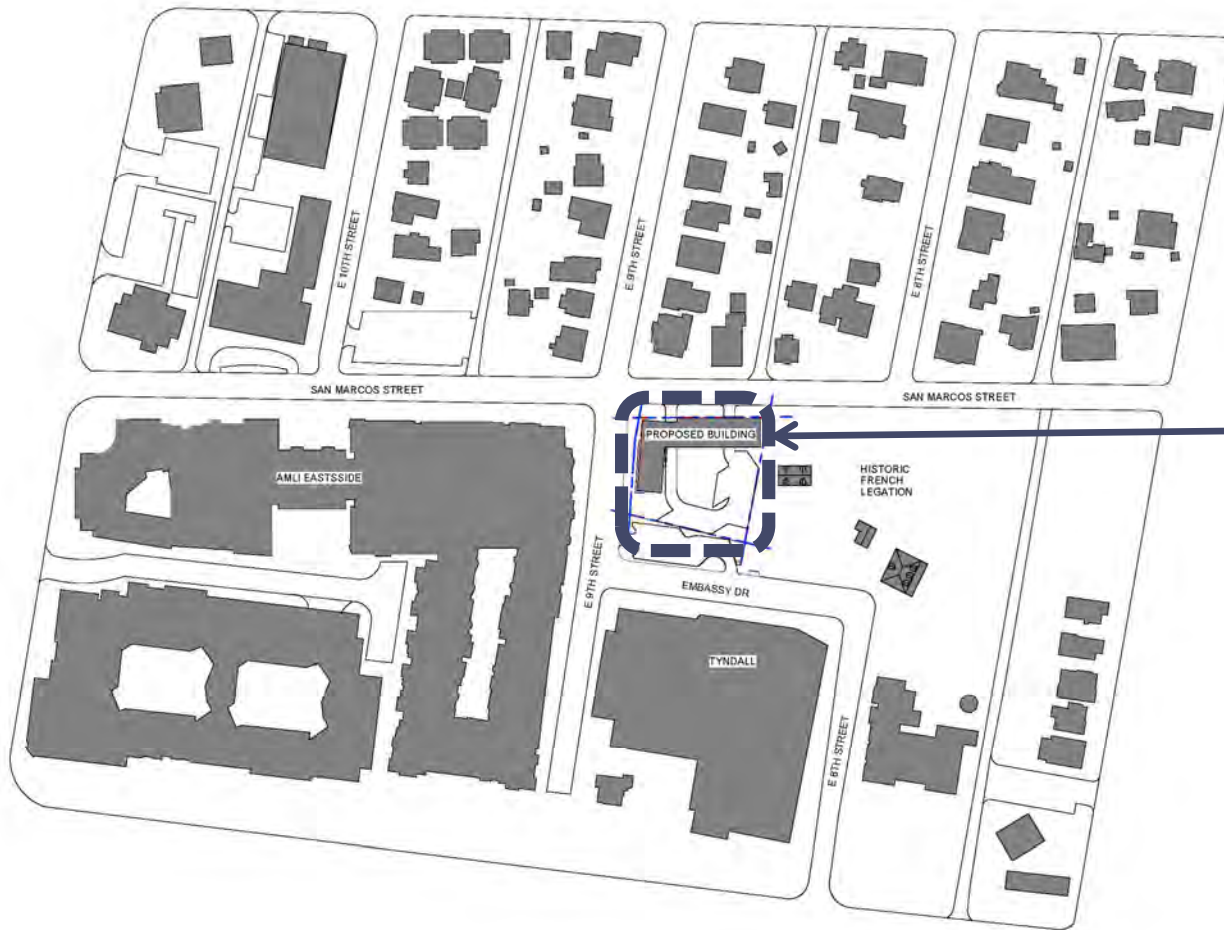 E 10TH STREET
E 9TH STREET
E 8TH STREET
SAN MARCOS STREET
SAN MARCOS STREET
PROPOSED BUILDING
AMLI EASTSSIDE
HISTORIC
FRENCH
LEGATION
E 9TH STREET
EMBASSY DR
TYNDALL
E 8TH STREET